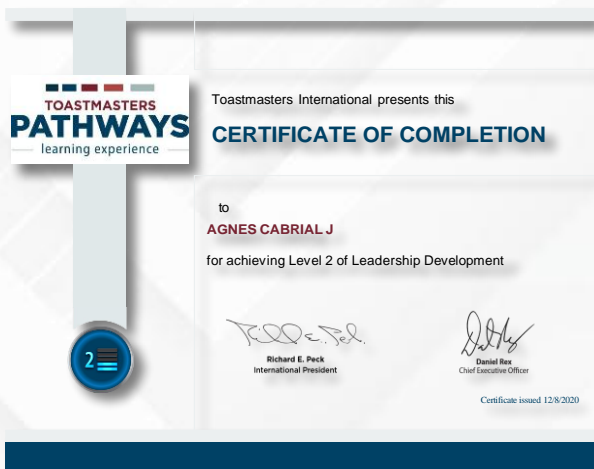 TOASTMASTERS
PATHWAYS
learning experience
Toastmasters International presents this
CERTIFICATE OF COMPLETION
to
AGNES CABRIAL J
for achieving Level 2 of Leadership Development
Richard E. Peck
International President
Daniel Rex
Chief Executive Officer
2
Certificate issued 12/8/2020